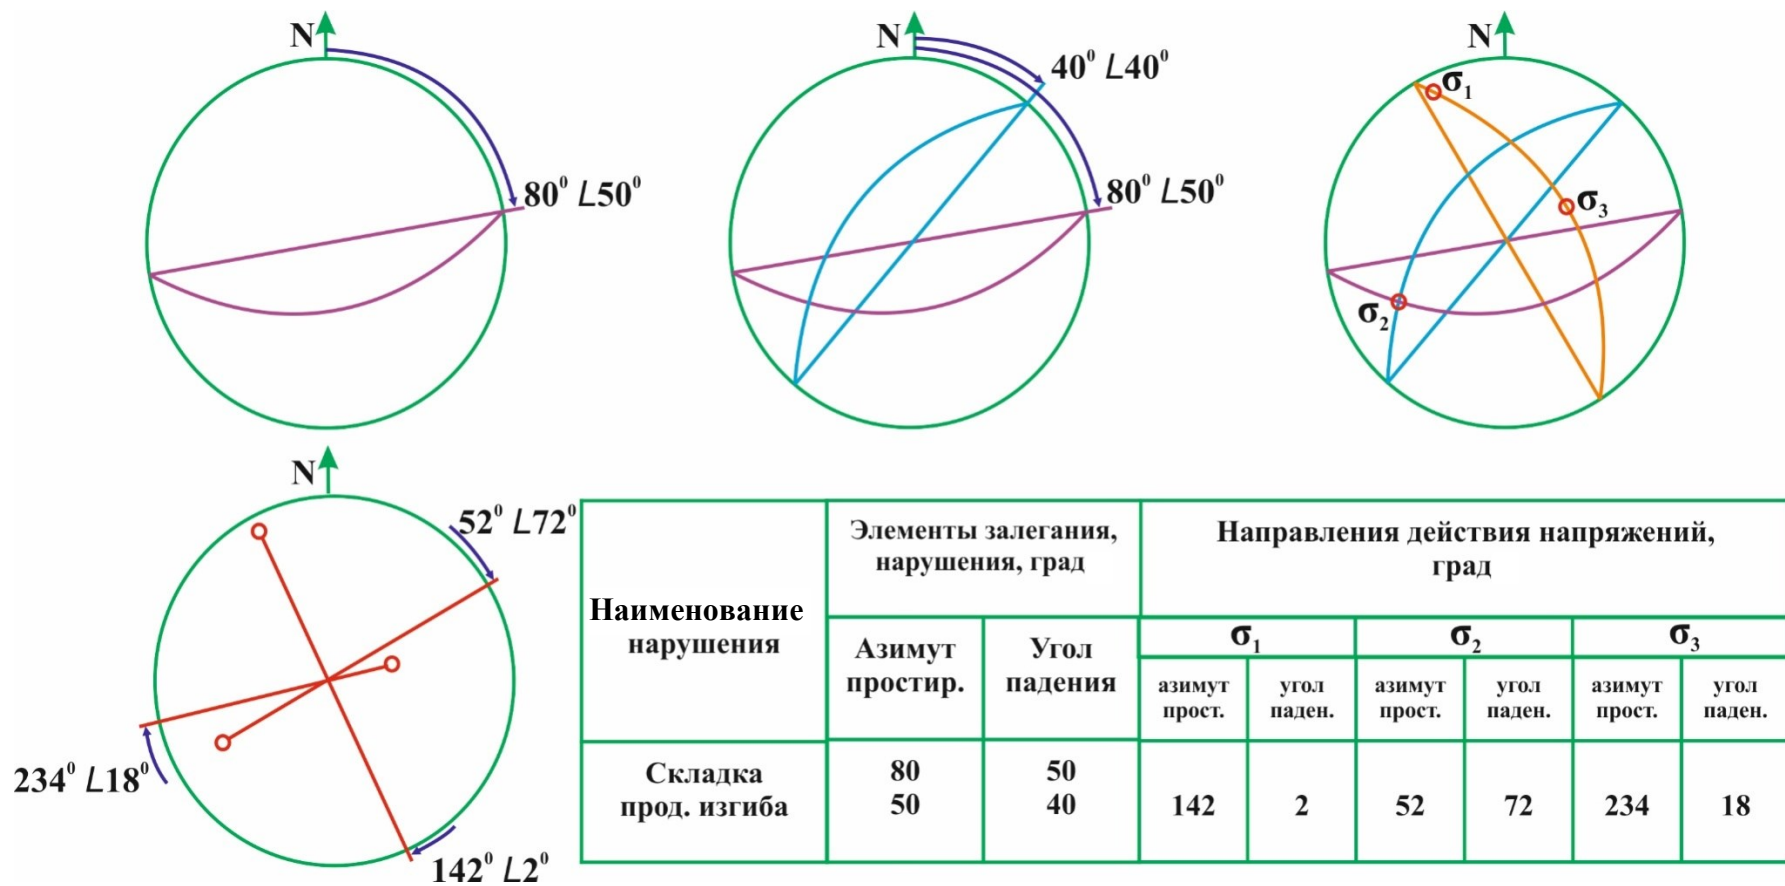 N
80⁰ ∠50⁰
N
40⁰ ∠40⁰
80⁰ ∠50⁰
N
σ₁
σ₃
σ₂
N
52⁰ ∠72⁰
234⁰ ∠18⁰
142⁰ ∠2⁰
Наименование
нарушения
Элементы залегания,
нарушения, град
Направления действия напряжений,
град
Азимут
простир.
Угол
падения
σ₁
σ₂
σ₃
азимут
прост.
угол
паден.
азимут
прост.
угол
паден.
азимут
прост.
угол
паден.
Складка
прод. изгиба
80
50
50
40
142
2
52
72
234
18